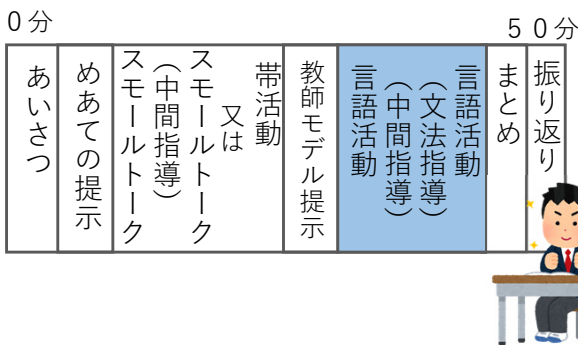 0分
50分
あいさつ
めあての提示
帯活動
又は
スモールトーク
（中間指導）
スモールトーク
教師モデル提示
言語活動
（文法指導）
（中間指導）
言語活動
まとめ
振り返り